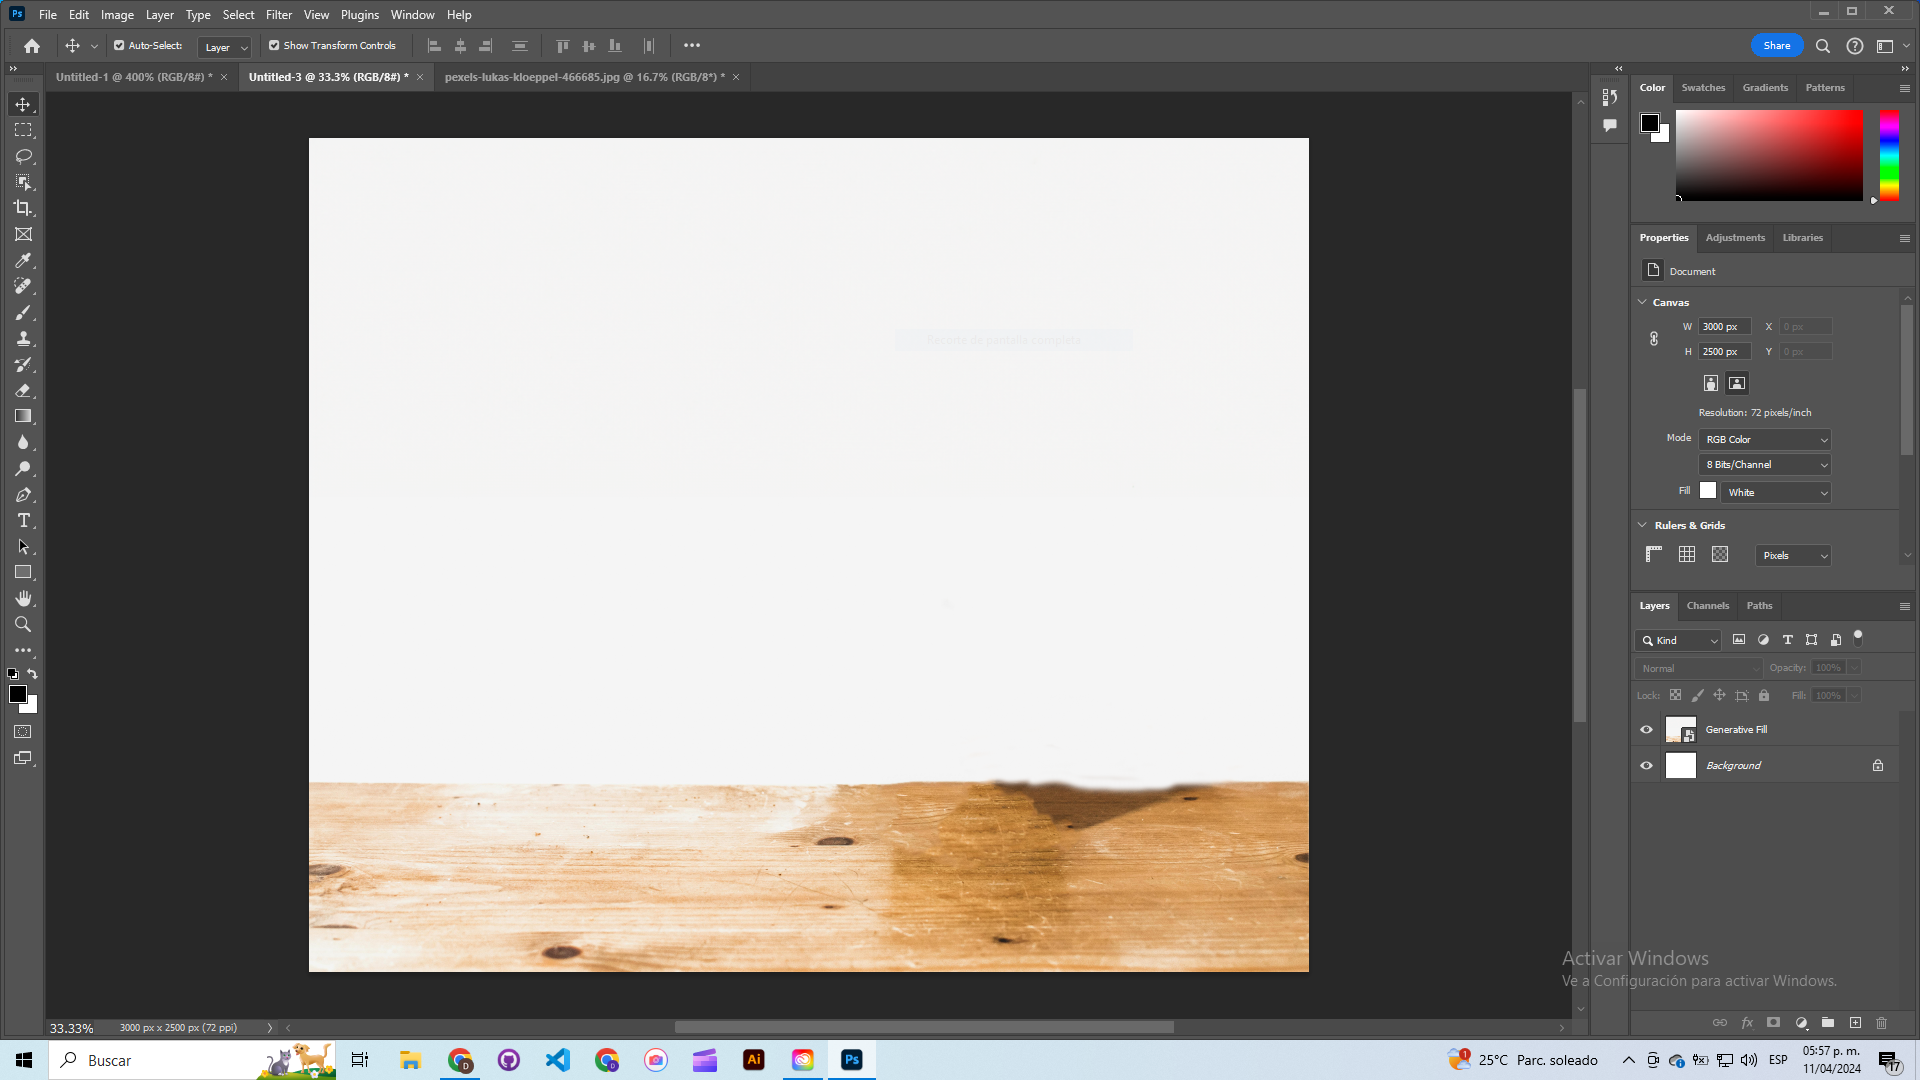 Ps File Edit Image Layer Type Select Filter View Plugins Window Help
Auto-Select: Layer Show Transform Controls Share
Untitled-1 @ 400% (RGB/8#) * Untitled-3 @ 33.3% (RGB/8#) * pexels-lukas-kloeppel-466685.jpg @ 16.7% (RGB/8*) *
Color Swatches Gradients Patterns
Properties Adjustments Libraries
Document
Canvas
W 3000 px X 0 px
H 2500 px Y 0 px
Resolution: 72 pixels/inch
Mode RGB Color
8 Bits/Channel
Fill White
Rulers & Grids
Pixels
Recorte de pantalla completa
Layers Channels Paths
Kind
Normal Opacity: 100%
Lock: Fill: 100%
Generative Fill
Background
Activar Windows
Ve a Configuración para activar Windows.
33.33% 3000 px x 2500 px (72 ppi)
Buscar
Ai Ps
1 25°C Parc. soleado ESP 05:57 p. m.
11/04/2024
17